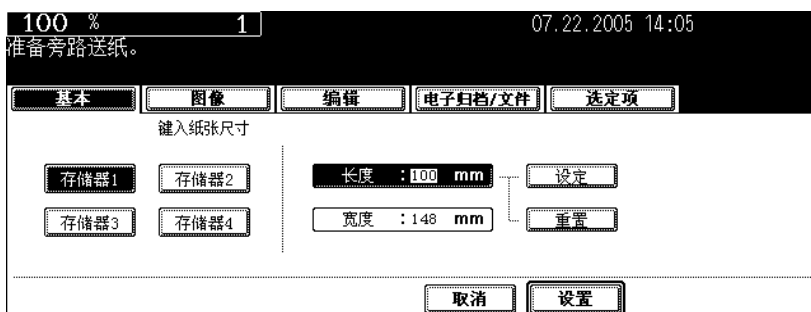 100 % 1 07.22.2005 14:05
准备旁路送纸。
基本 图像 编辑 电子归档/文件 选定项
键入纸张尺寸
存储器1 存储器2 长度 :100 mm 设定
存储器3 存储器4 宽度 :148 mm 重置
取消 设置